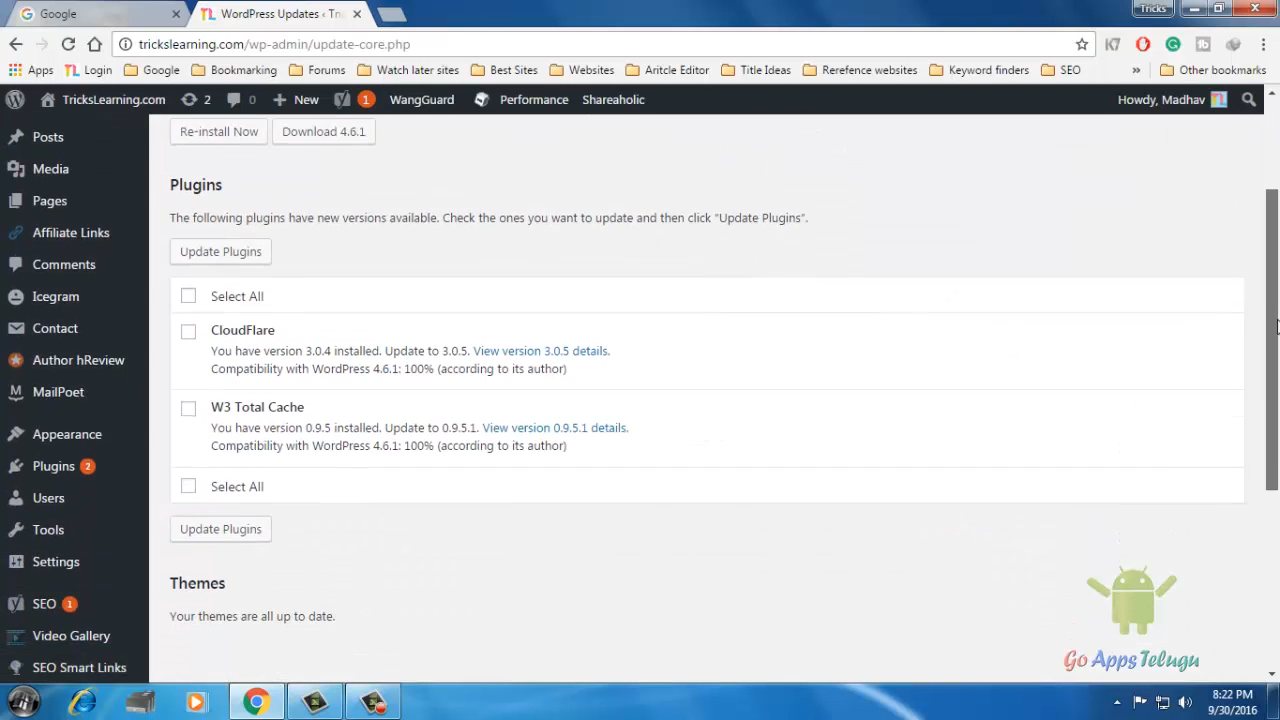 Google
WordPress Updates ‹ Tri
Tricks
trickslearning.com/wp-admin/update-core.php
Apps
Login
Google
Bookmarking
Forums
Watch later sites
Best Sites
Websites
Aritcle Editor
Title Ideas
Rerefence websites
Keyword finders
SEO
»
Other bookmarks
TricksLearning.com
2
0
New
1
WangGuard
Performance
Shareaholic
Howdy, Madhav
Posts
Media
Pages
Affiliate Links
Comments
Icegram
Contact
Author hReview
MailPoet
Appearance
Plugins 2
Users
Tools
Settings
SEO 1
Video Gallery
SEO Smart Links
Re-install Now
Download 4.6.1
Plugins
The following plugins have new versions available. Check the ones you want to update and then click “Update Plugins”.
Update Plugins
Select All
CloudFlare
You have version 3.0.4 installed. Update to 3.0.5. View version 3.0.5 details.
Compatibility with WordPress 4.6.1: 100% (according to its author)
W3 Total Cache
You have version 0.9.5 installed. Update to 0.9.5.1. View version 0.9.5.1 details.
Compatibility with WordPress 4.6.1: 100% (according to its author)
Select All
Update Plugins
Themes
Your themes are all up to date.
Go AppsTelugu
8:22 PM
9/30/2016